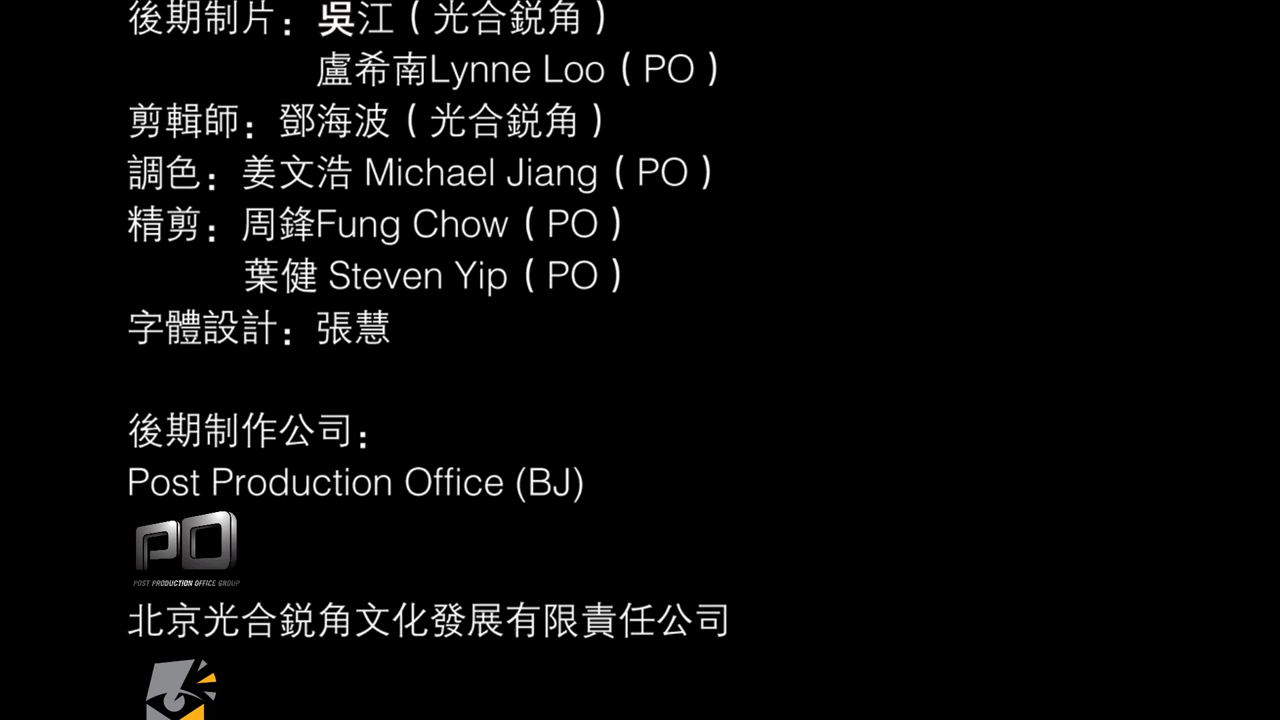 後期制片：吳江（光合鋭角）
盧希南Lynne Loo（PO）
剪輯師：鄧海波（光合鋭角）
調色：姜文浩 Michael Jiang（PO）
精剪：周鋒Fung Chow（PO）
葉健 Steven Yip（PO）
字體設計：張慧
後期制作公司：
Post Production Office (BJ)
PO
POST PRODUCTION OFFICE GROUP
北京光合鋭角文化發展有限責任公司